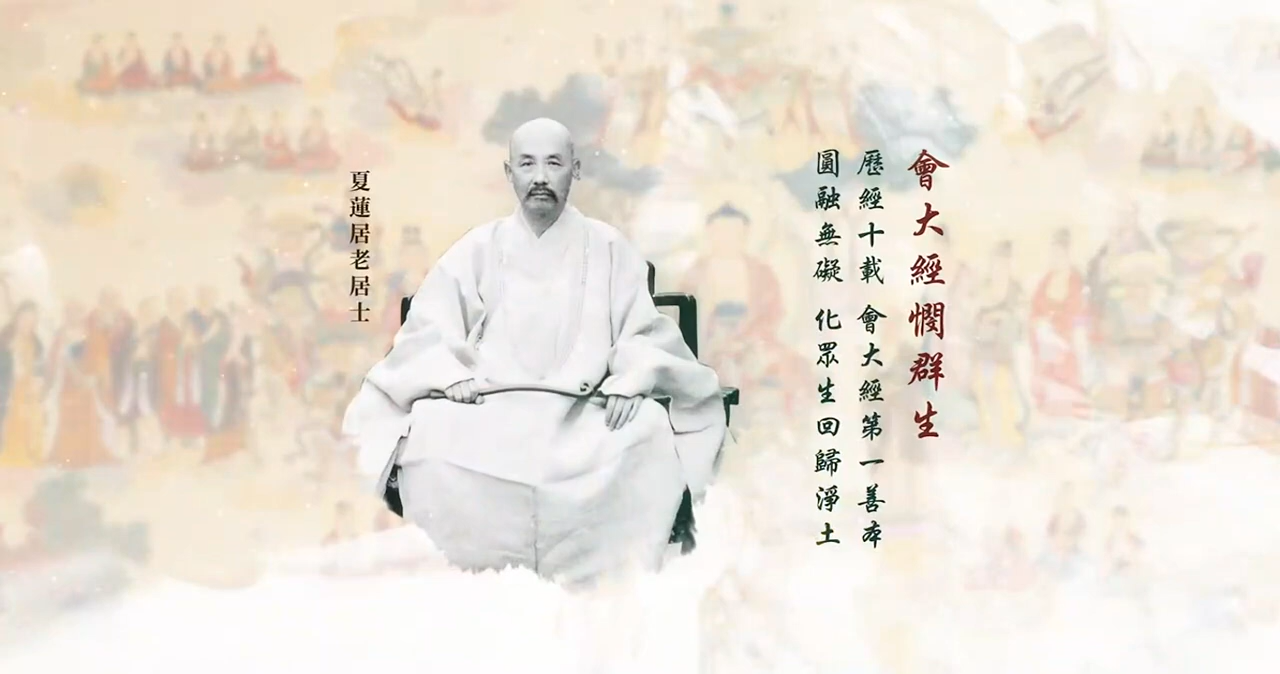 會大經憫群生
歷經十載 會大經第一善本
圓融無礙 化眾生回歸淨土
夏蓮居老居士